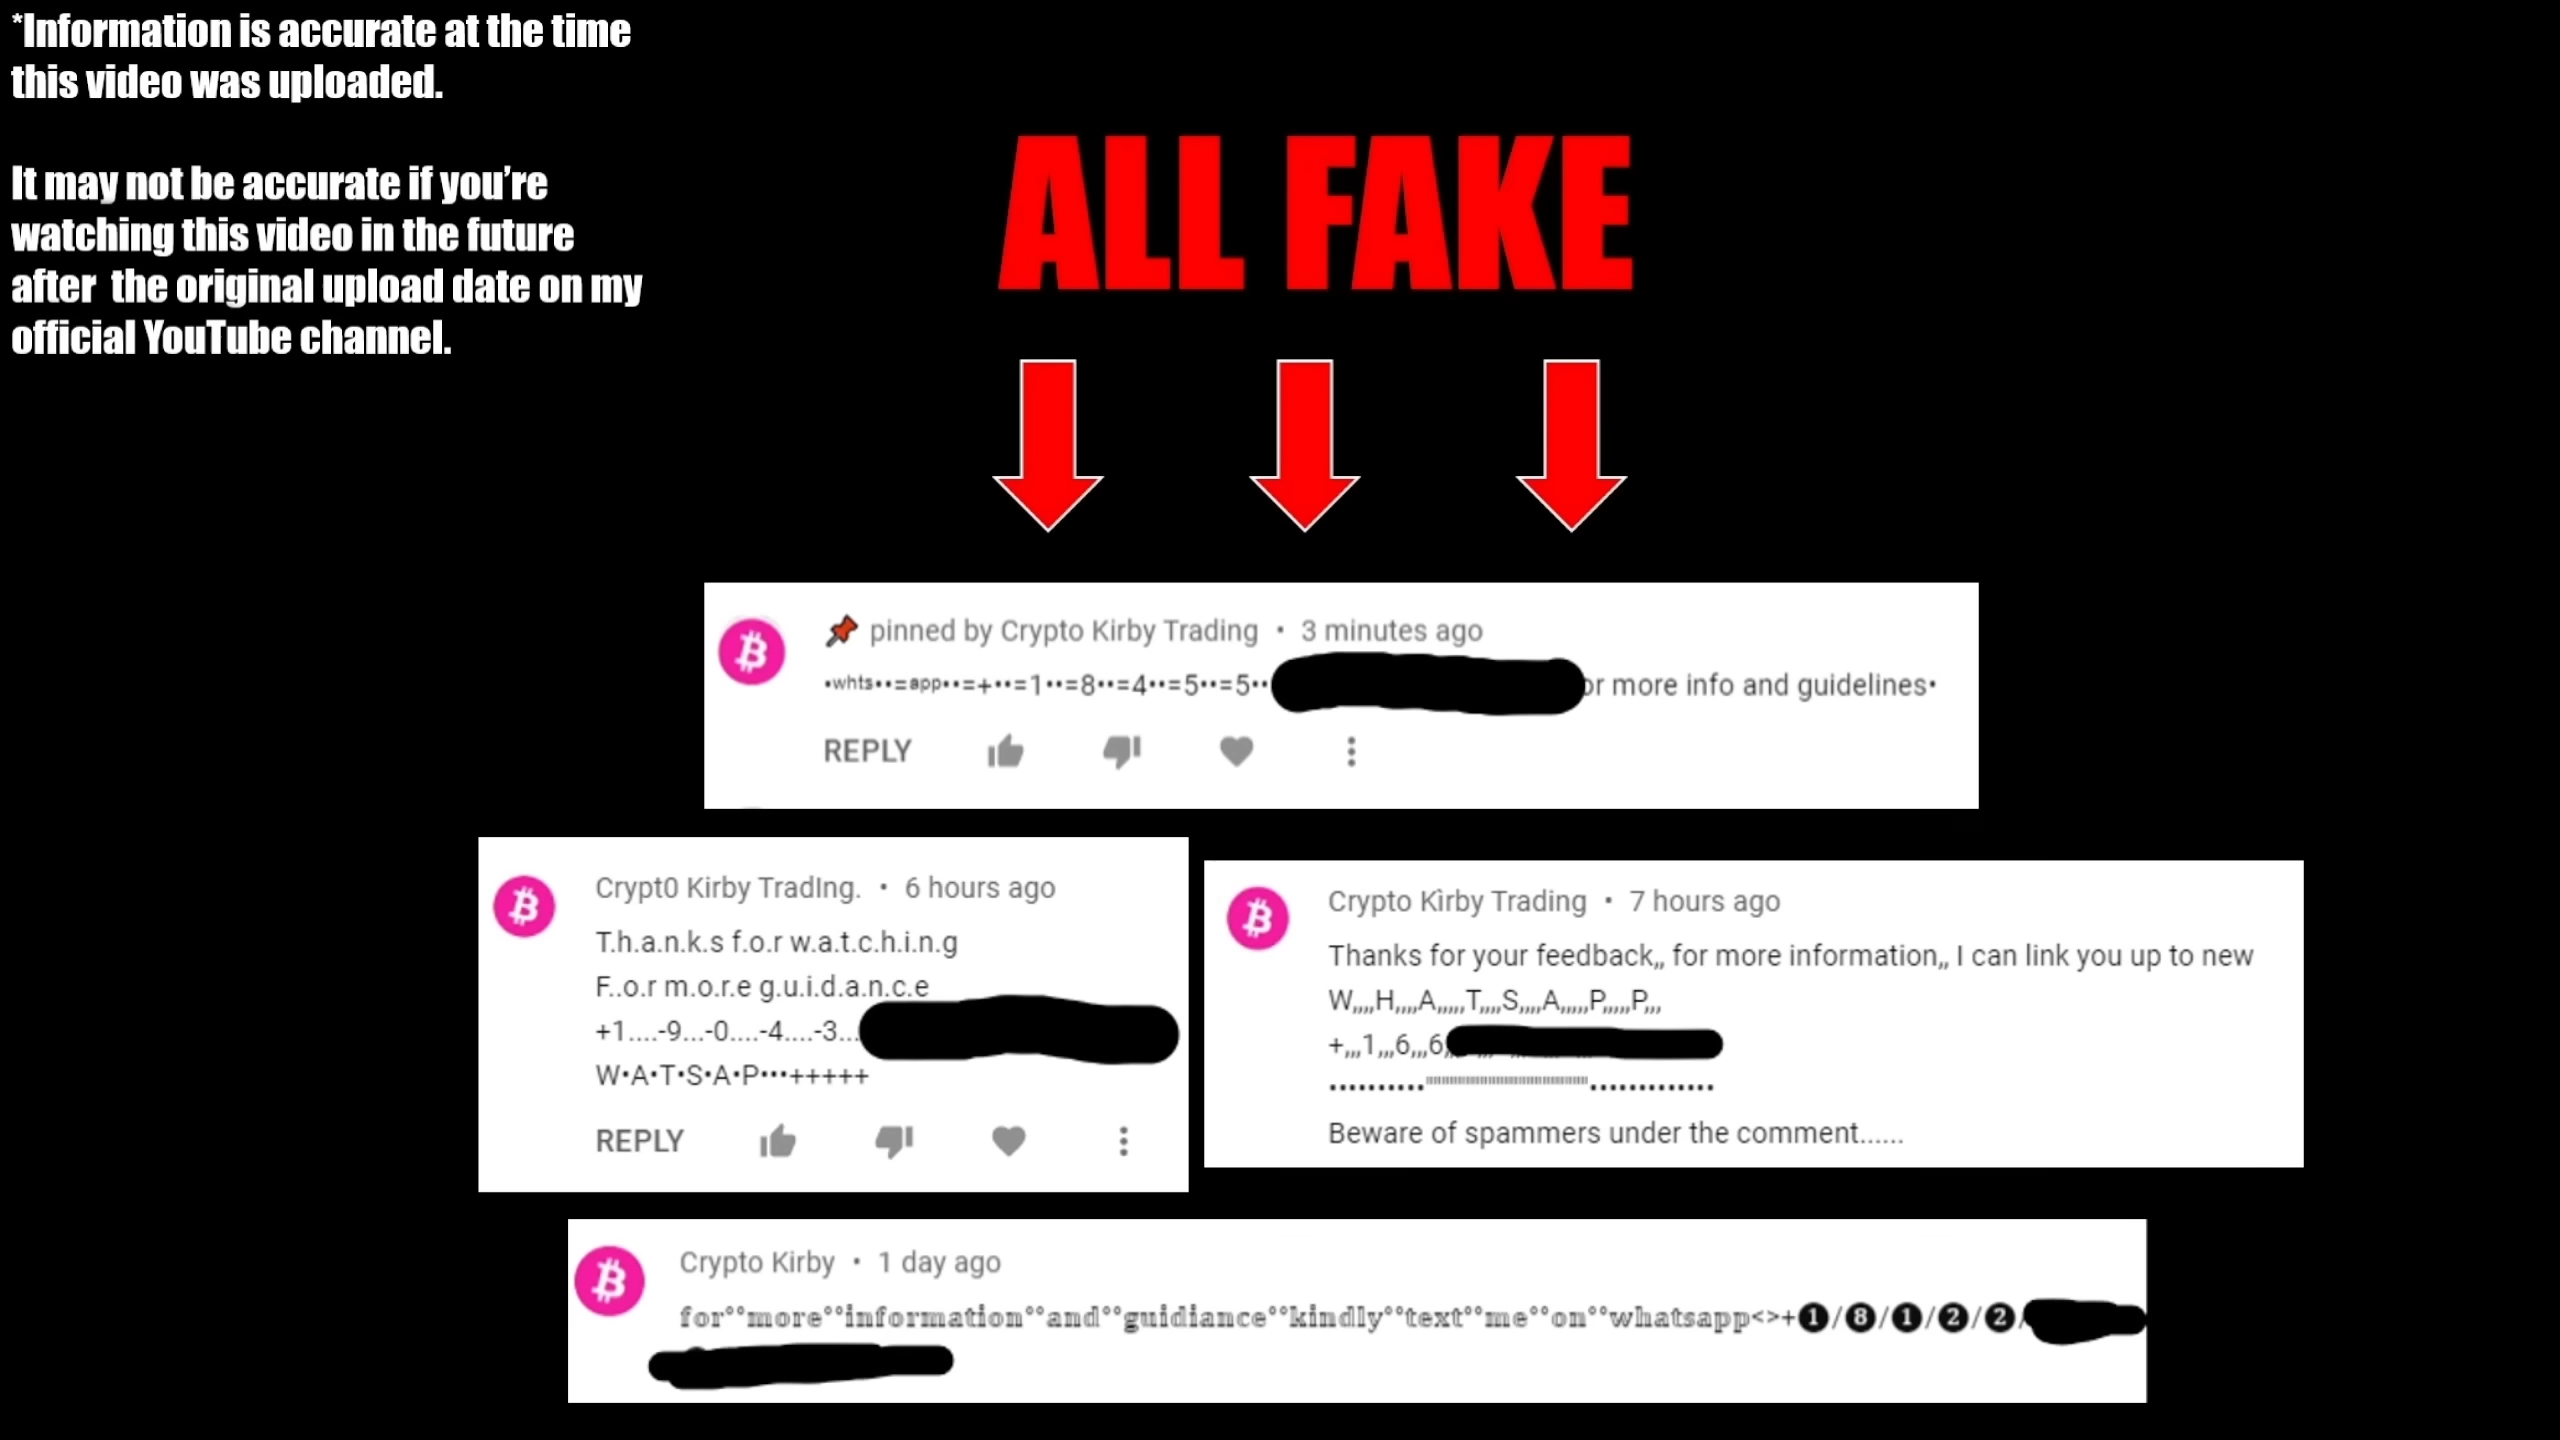 *Information is accurate at the time
this video was uploaded.
It may not be accurate if you’re
watching this video in the future
after  the original upload date on my
official YouTube channel.
ALL FAKE
📌 pinned by Crypto Kirby Trading • 3 minutes ago
•ʷʰᵗˢ••=ᵃᵖᵖ••=+••=1••=8••=4••=5••=5•• or more info and guidelines•
REPLY
Crypt0 Kirby TradIng. • 6 hours ago
T.h.a.n.k.s f.o.r w.a.t.c.h.i.n.g
F..o.r m.o.r.e g.u.i.d.a.n.c.e
+1....-9...-0....-4....-3...
W•A•T•S•A•P•••+++++
REPLY
Crypto Kìrby Trading • 7 hours ago
Thanks for your feedback,, for more information,, I can link you up to new
W,,,,H,,,,A,,,,,T,,,,S,,,,A,,,,,P,,,,,P,,,
+,,,1,,,6,,,6
Beware of spammers under the comment......
Crypto Kirby • 1 day ago
𝕗𝕠𝕣°°𝕞𝕠𝕣𝕖°°𝕚𝕟𝕗𝕠𝕣𝕞𝕒𝕥𝕚𝕠𝕟°°𝕒𝕟𝕕°°𝕘𝕦𝕚𝕕𝕚𝕒𝕟𝕔𝕖°°𝕜𝕚𝕟𝕕𝕝𝕪°°𝕥𝕖𝕩𝕥°°𝕞𝕖°°𝕠𝕟°°𝕨𝕙𝕒𝕥𝕤𝕒𝕡𝕡<>+❶/❽/❶/❷/❷/